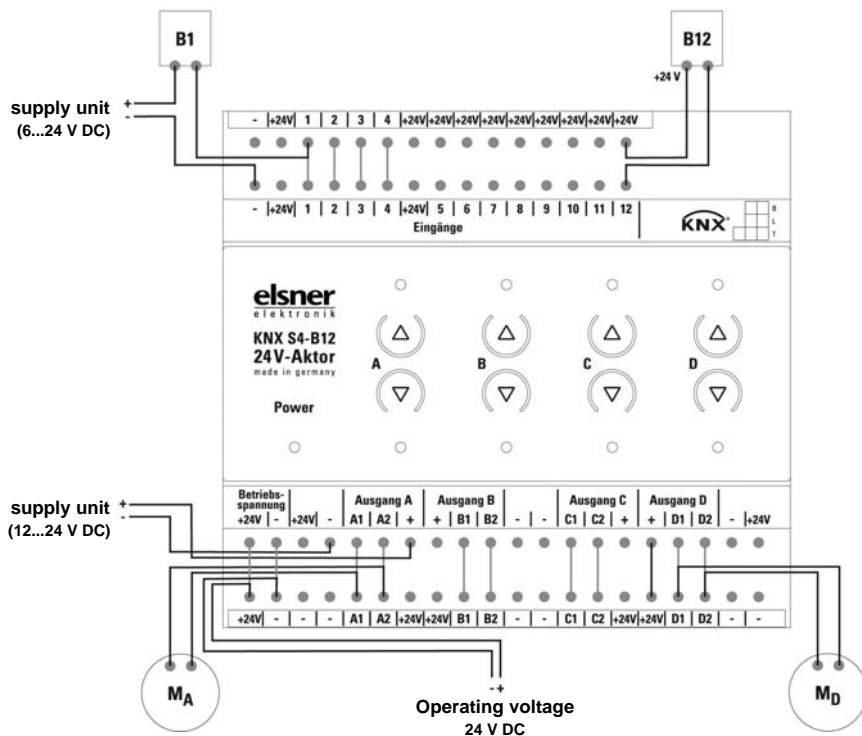 B1
B12
+24 V
supply unit +
(6...24 V DC) -
- | +24V | 1 | 2 | 3 | 4 | +24V | +24V | +24V | +24V | +24V | +24V | +24V | +24V | +24V
- | +24V | 1 | 2 | 3 | 4 | +24V | 5 | 6 | 7 | 8 | 9 | 10 | 11 | 12
Eingänge
KNX®
B
L
T
elsner
elektronik
KNX S4-B12
24V-Aktor
made in germany
Power
A B C D
supply unit +
(12...24 V DC) -
Betriebs-
spannung
Ausgang A | Ausgang B | Ausgang C | Ausgang D
+24V | - | +24V | - | A1 | A2 | + | + | B1 | B2 | - | - | C1 | C2 | + | + | D1 | D2 | - | +24V
+24V | - | - | - | A1 | A2 | +24V | +24V | B1 | B2 | - | - | C1 | C2 | +24V | +24V | D1 | D2 | - | -
MA
MD
- +
Operating voltage
24 V DC